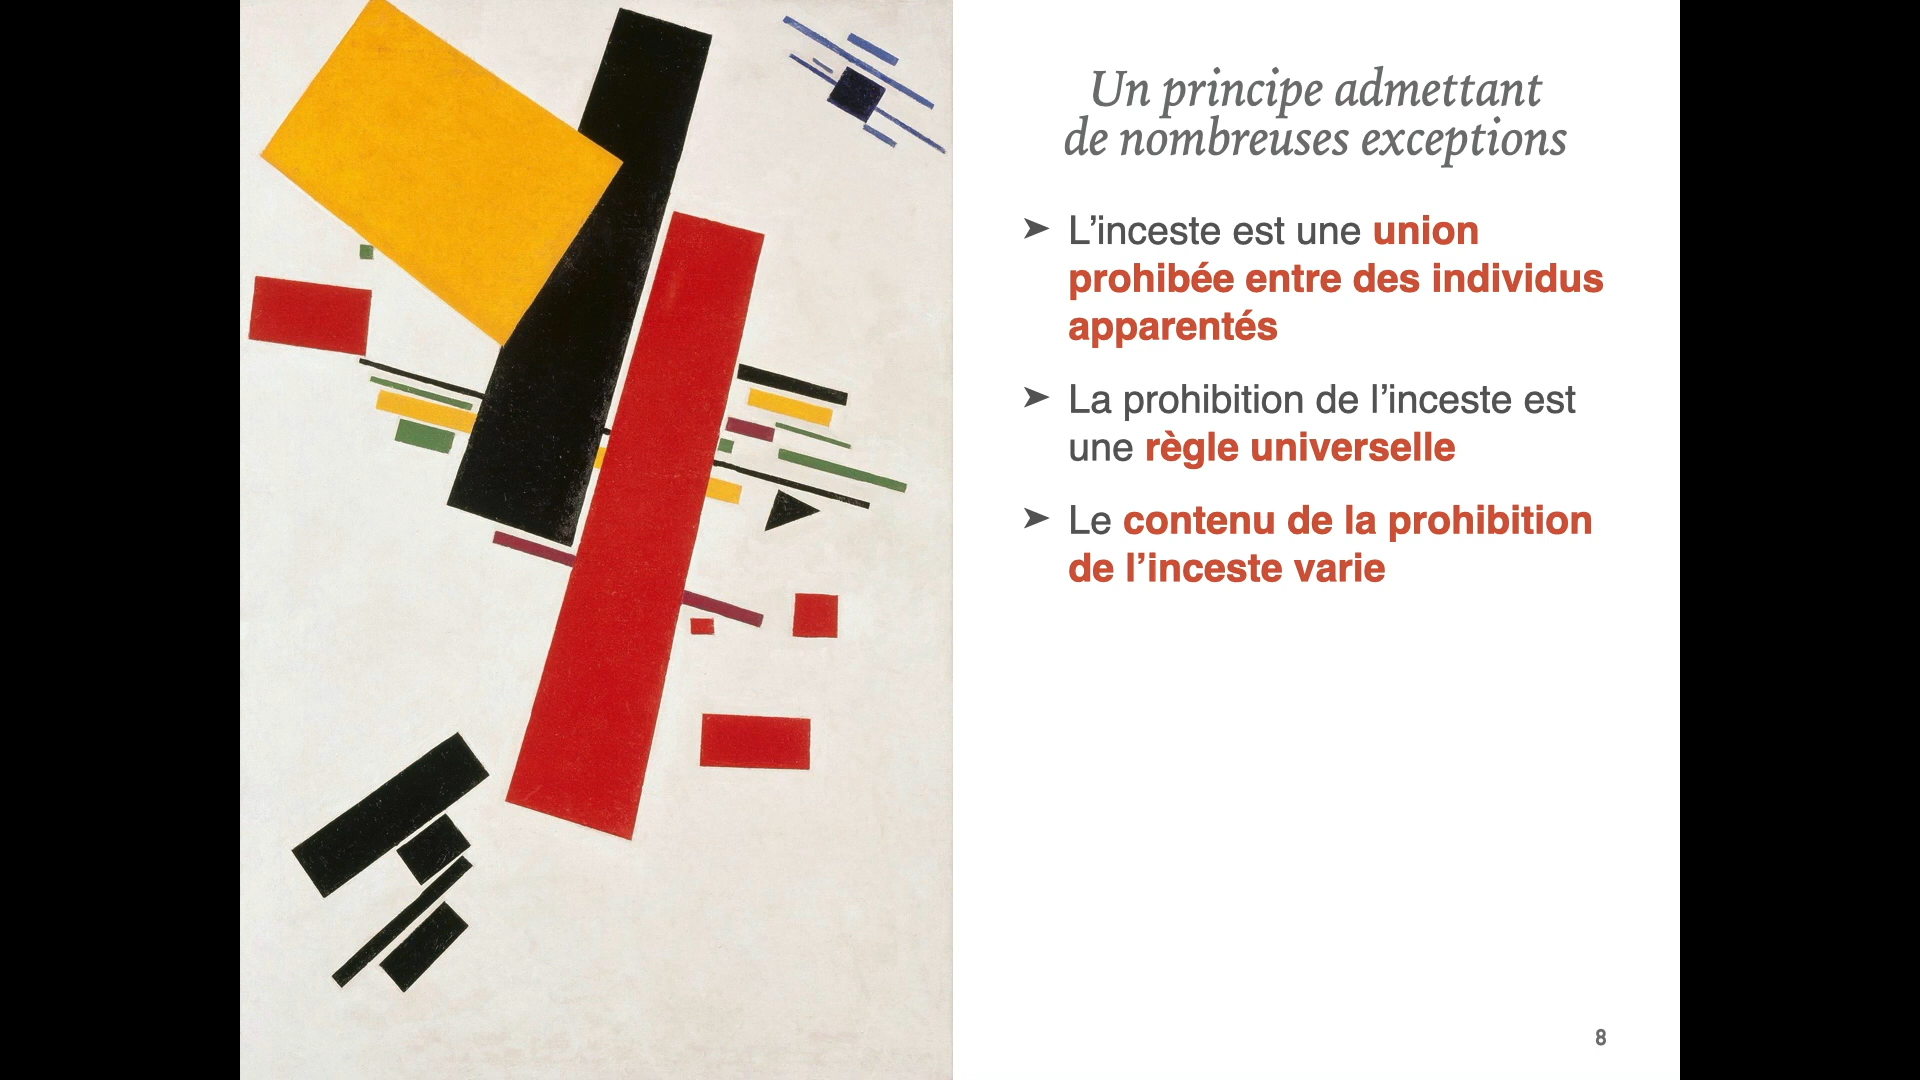 Un principe admettant
de nombreuses exceptions
➤ L’inceste est une union
prohibée entre des individus
apparentés
➤ La prohibition de l’inceste est
une règle universelle
➤ Le contenu de la prohibition
de l’inceste varie
8